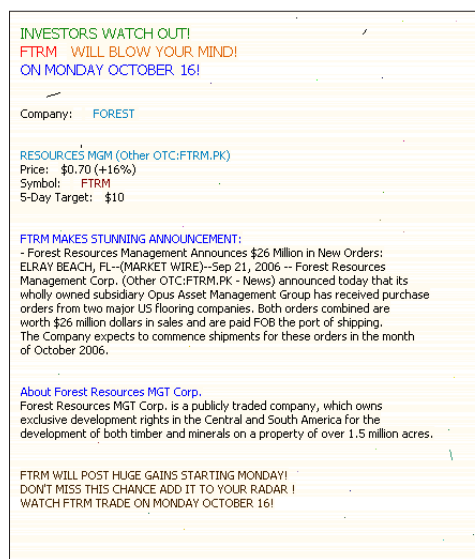 INVESTORS WATCH OUT!
FTRM WILL BLOW YOUR MIND!
ON MONDAY OCTOBER 16!
Company: FOREST
RESOURCES MGM (Other OTC:FTRM.PK)
Price: $0.70 (+16%)
Symbol: FTRM
5-Day Target: $10
FTRM MAKES STUNNING ANNOUNCEMENT:
- Forest Resources Management Announces $26 Million in New Orders:
ELRAY BEACH, FL--(MARKET WIRE)--Sep 21, 2006 -- Forest Resources
Management Corp. (Other OTC:FTRM.PK - News) announced today that its
wholly owned subsidiary Opus Asset Management Group has received purchase
orders from two major US flooring companies. Both orders combined are
worth $26 million dollars in sales and are paid FOB the port of shipping.
The Company expects to commence shipments for these orders in the month
of October 2006.
About Forest Resources MGT Corp.
Forest Resources MGT Corp. is a publicly traded company, which owns
exclusive development rights in the Central and South America for the
development of both timber and minerals on a property of over 1.5 million acres.
FTRM WILL POST HUGE GAINS STARTING MONDAY!
DON'T MISS THIS CHANCE ADD IT TO YOUR RADAR !
WATCH FTRM TRADE ON MONDAY OCTOBER 16!